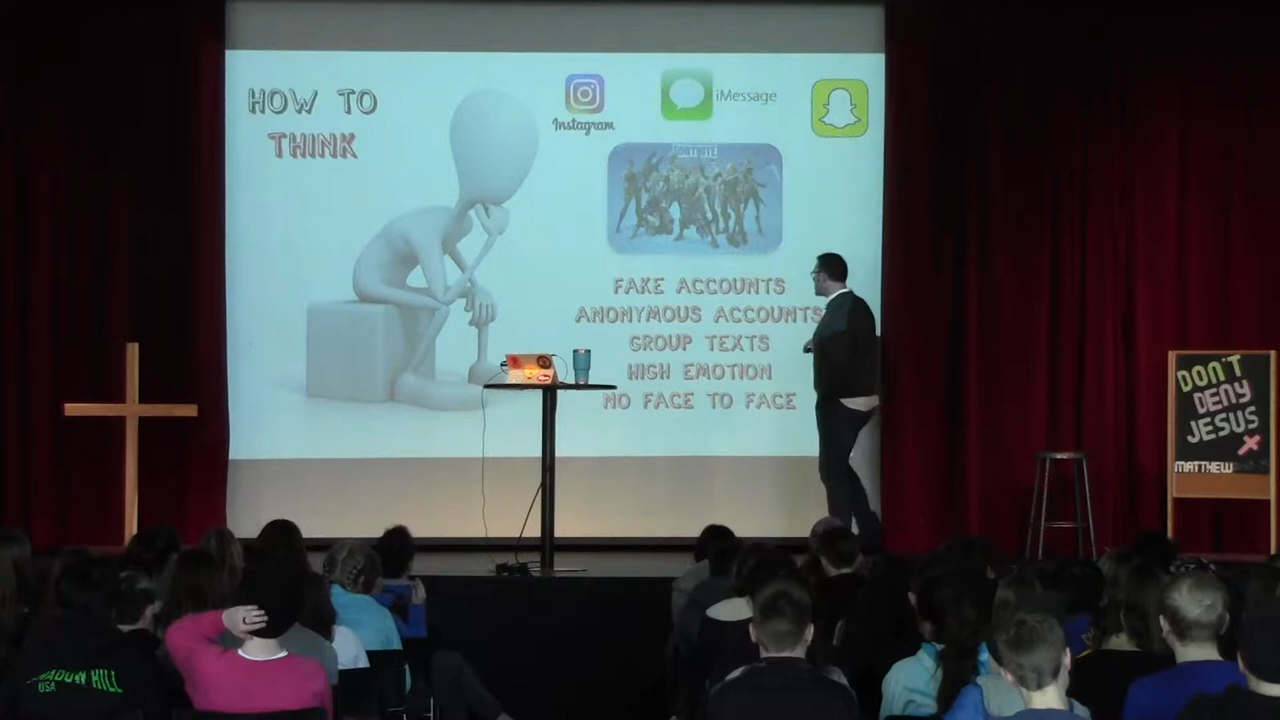 HOW TO
THINK
Instagram
iMessage
FORTNITE
FAKE ACCOUNTS
ANONYMOUS ACCOUNTS
GROUP TEXTS
HIGH EMOTION
NO FACE TO FACE
DON'T
DENY
JESUS
MATTHEW
HILL
USA